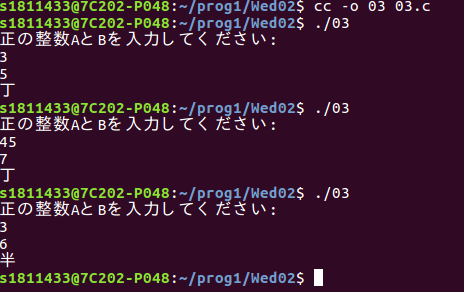 s1811433@7C202-P048:~/prog1/Wed02$ cc -o 03 03.c
s1811433@7C202-P048:~/prog1/Wed02$ ./03
正の整数AとBを入力してください:
3
5
丁
s1811433@7C202-P048:~/prog1/Wed02$ ./03
正の整数AとBを入力してください:
45
7
丁
s1811433@7C202-P048:~/prog1/Wed02$ ./03
正の整数AとBを入力してください:
3
6
半
s1811433@7C202-P048:~/prog1/Wed02$